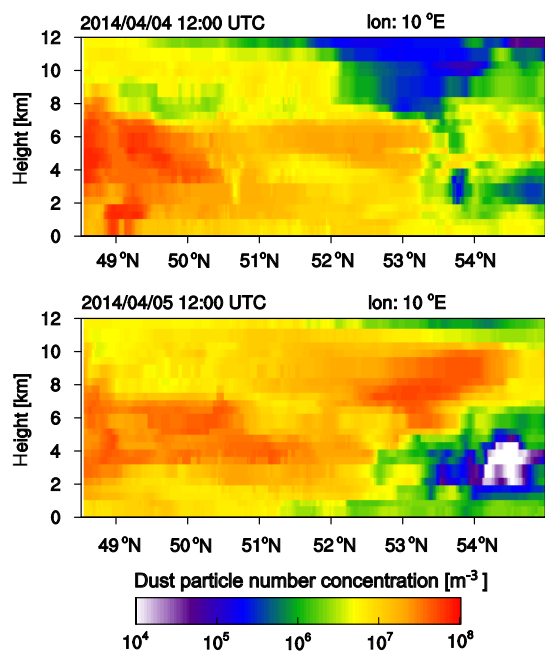 2014/04/04 12:00 UTC lon: 10 °E
12
10
8
6
4
2
0
Height [km]
49°N 50°N 51°N 52°N 53°N 54°N
2014/04/05 12:00 UTC lon: 10 °E
12
10
8
6
4
2
0
Height [km]
49°N 50°N 51°N 52°N 53°N 54°N
Dust particle number concentration [m⁻³ ]
10⁴ 10⁵ 10⁶ 10⁷ 10⁸